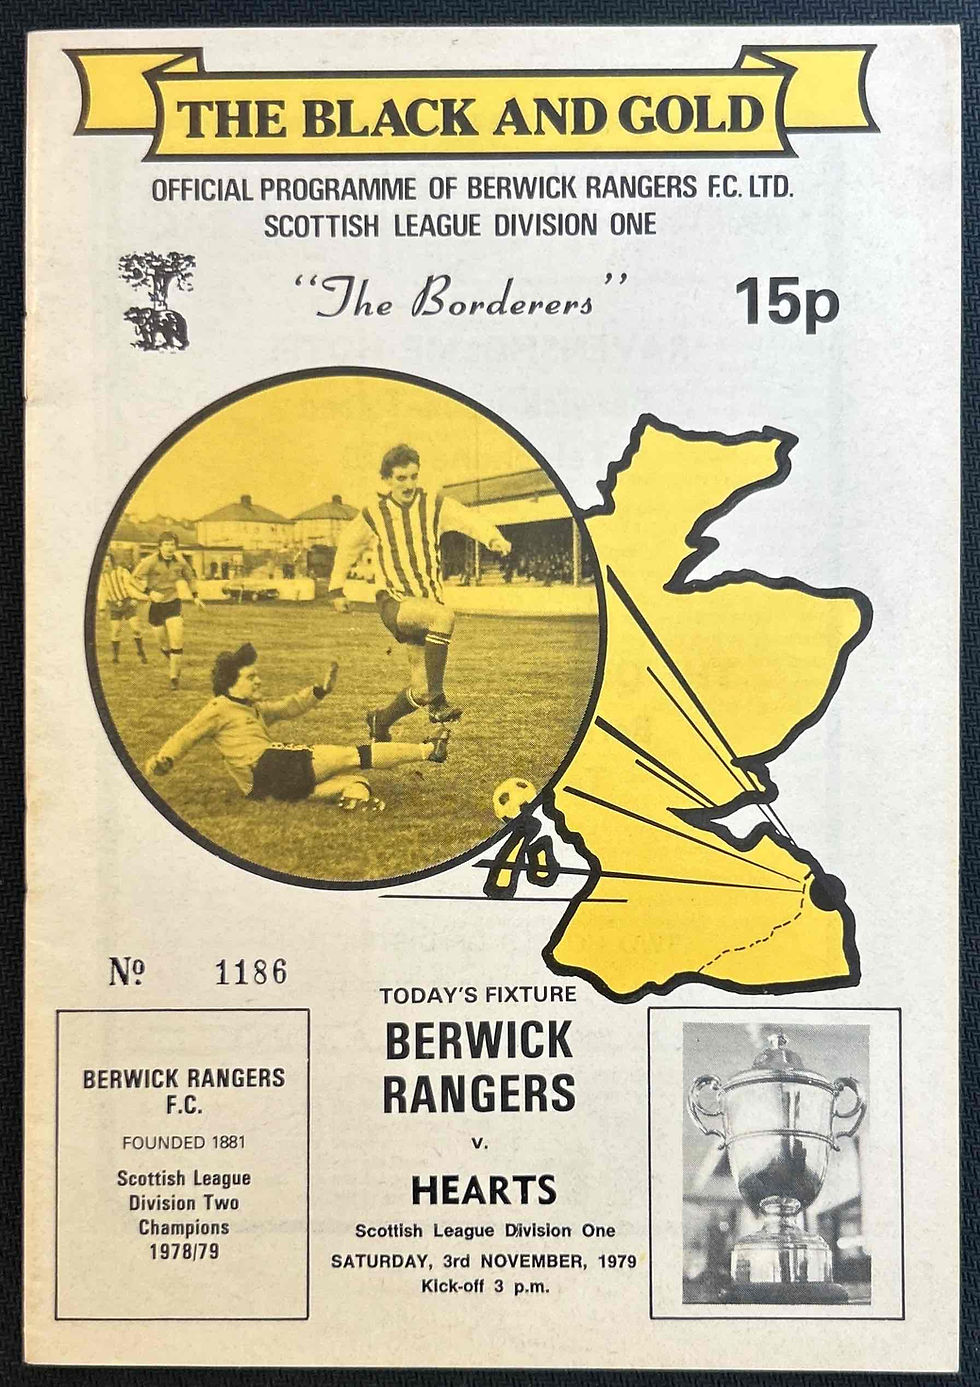 THE BLACK AND GOLD
OFFICIAL PROGRAMME OF BERWICK RANGERS F.C. LTD.
SCOTTISH LEAGUE DIVISION ONE
“The Borderers”
15p
Nº 1186
BERWICK RANGERS
F.C.
FOUNDED 1881
Scottish League
Division Two
Champions
1978/79
TODAY'S FIXTURE
BERWICK
RANGERS
v.
HEARTS
Scottish League Division One
SATURDAY, 3rd NOVEMBER, 1979
Kick-off 3 p.m.